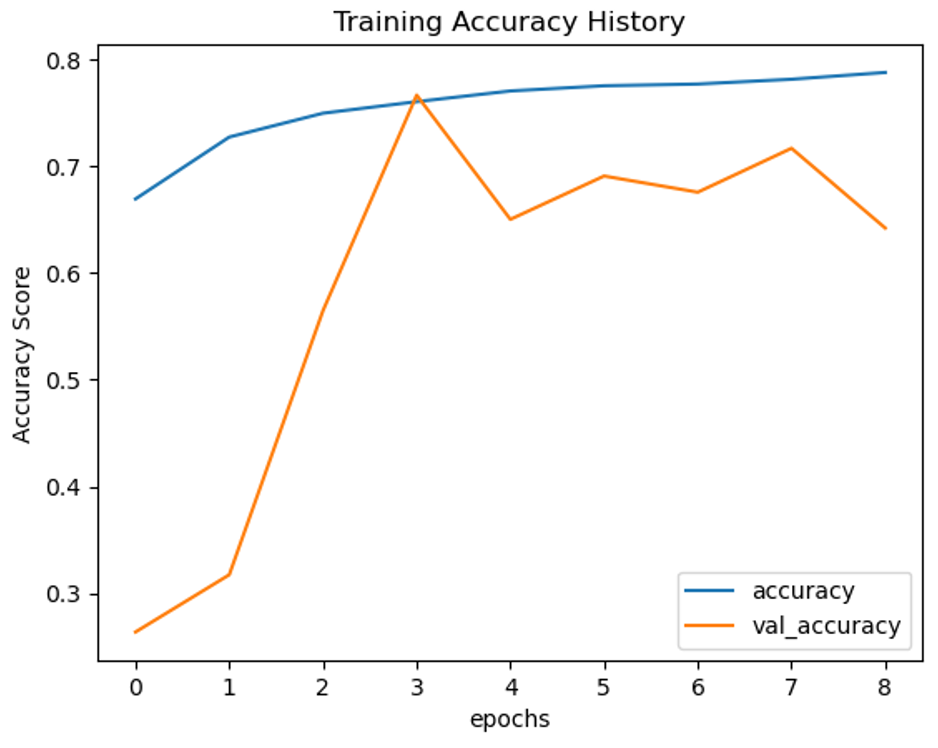 Training Accuracy History
Accuracy Score
0.8
0.7
0.6
0.5
0.4
0.3
accuracy
val_accuracy
0 1 2 3 4 5 6 7 8
epochs